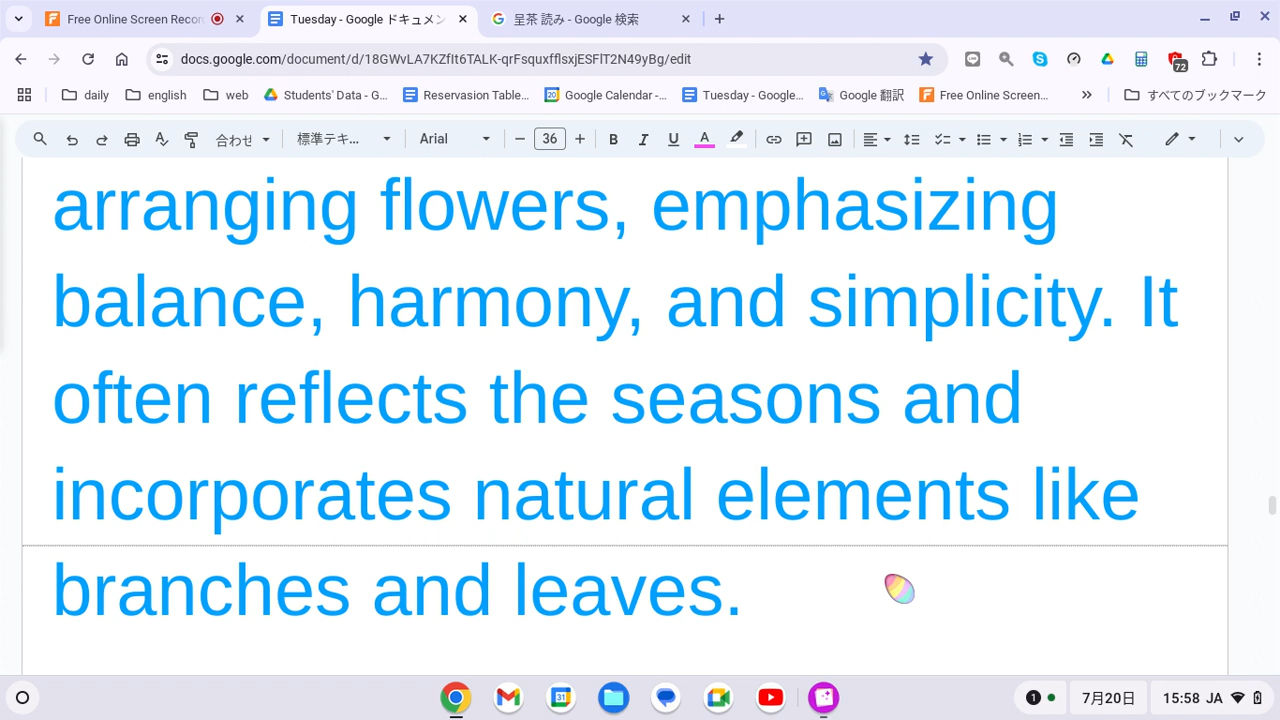 Free Online Screen Recor
Tuesday - Google ドキュメン
呈茶 読み - Google 検索
docs.google.com/document/d/18GWvLA7KZfIt6TALK-qrFsquxfflsxjESFlT2N49yBg/edit
72
daily
english
web
Students' Data - G...
Reservasion Table...
Google Calendar -...
Tuesday - Google...
Google 翻訳
Free Online Screen...
すべてのブックマーク
合わせ
標準テキ...
Arial
36
arranging flowers, emphasizing
balance, harmony, and simplicity. It
often reflects the seasons and
incorporates natural elements like
branches and leaves.
31
1
7月20日
15:58 JA